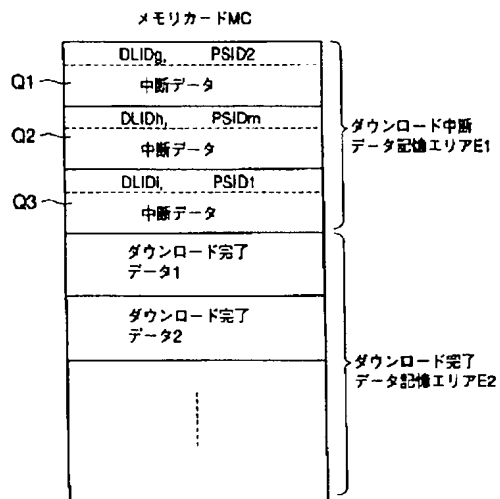 メモリカードMC
DLIDg, PSID2
Q1 中断データ
DLIDh, PSIDm
Q2 中断データ
DLIDi, PSID1
Q3 中断データ
ダウンロード中断
データ記憶エリアE1
ダウンロード完了
データ1
ダウンロード完了
データ2
ダウンロード完了
データ記憶エリアE2